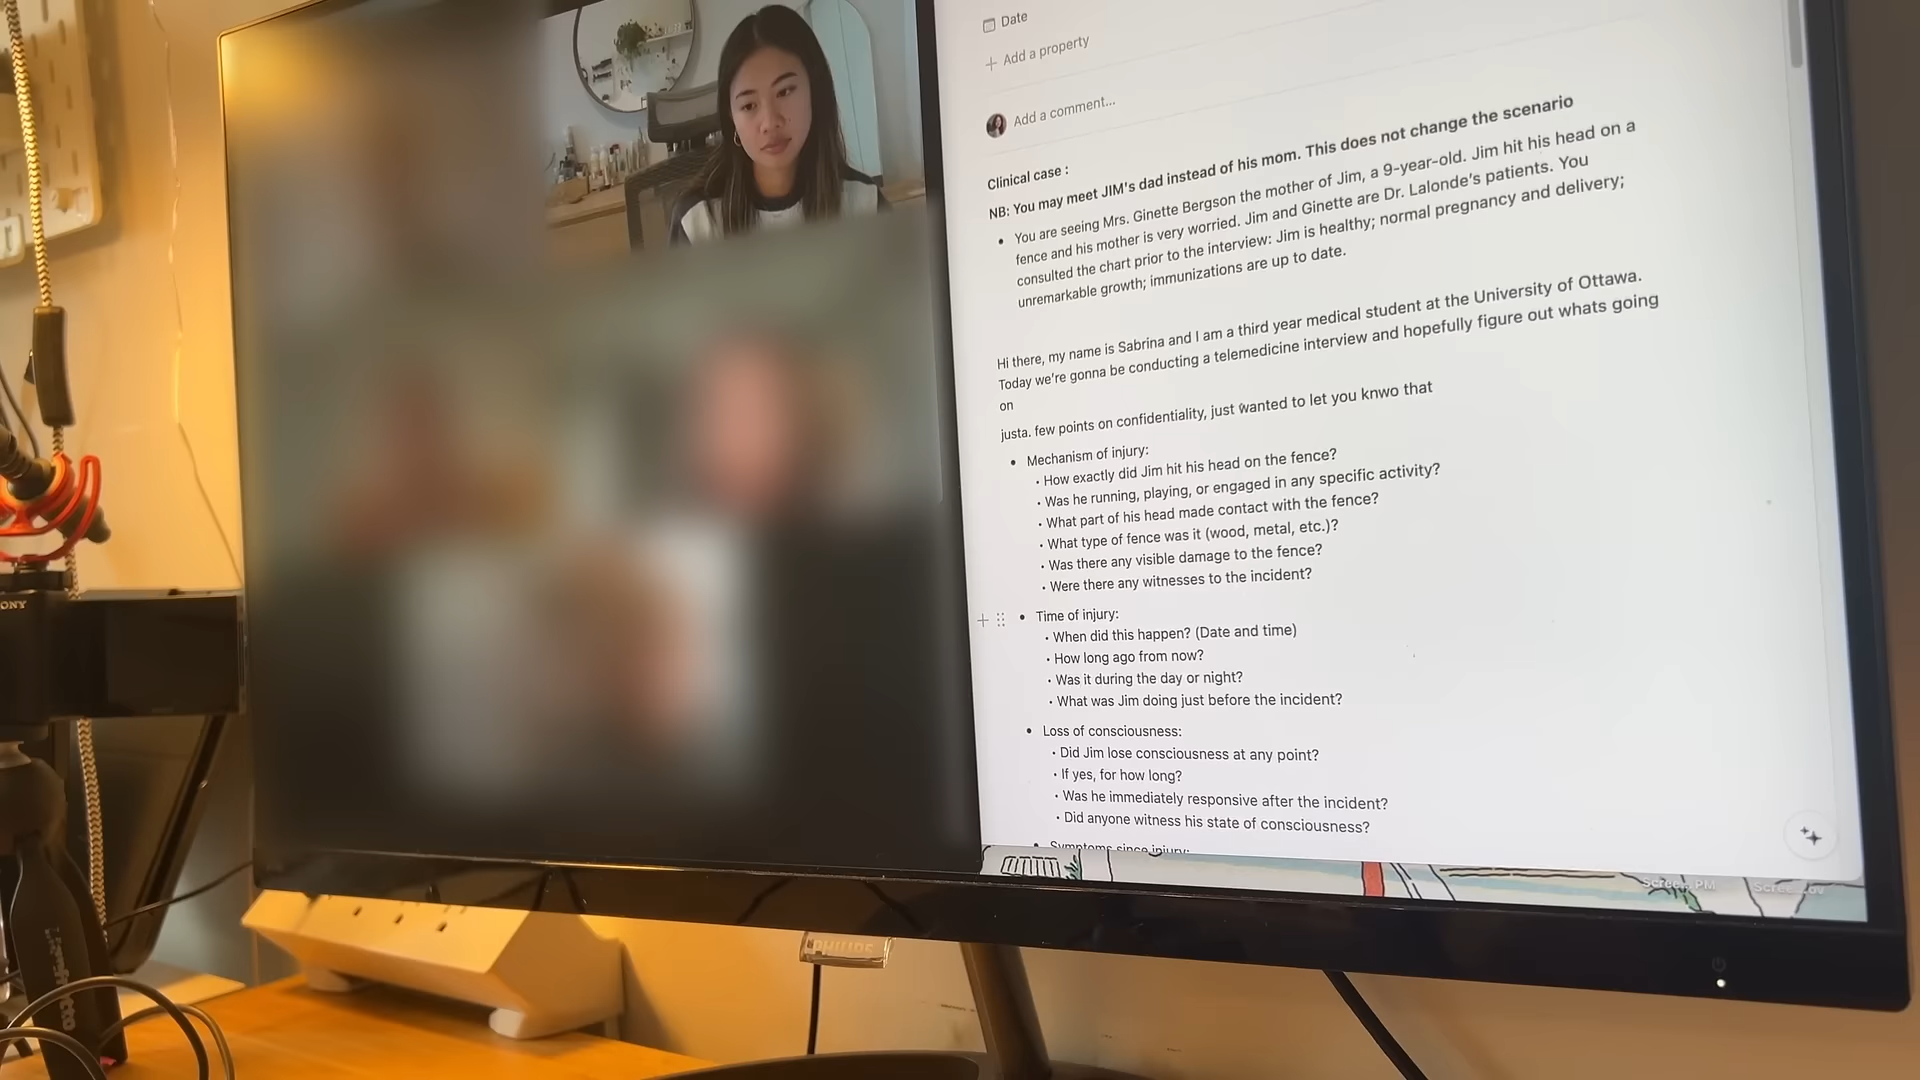 Date
Add a property
Add a comment...
Clinical case :
NB: You may meet JIM's dad instead of his mom. This does not change the scenario
You are seeing Mrs. Ginette Bergson the mother of Jim, a 9-year-old. Jim hit his head on a
fence and his mother is very worried. Jim and Ginette are Dr. Lalonde's patients. You
consulted the chart prior to the interview: Jim is healthy; normal pregnancy and delivery;
unremarkable growth; immunizations are up to date.
Hi there, my name is Sabrina and I am a third year medical student at the University of Ottawa.
Today we're gonna be conducting a telemedicine interview and hopefully figure out whats going
on
justa. few points on confidentiality, just wanted to let you knwo that
• Mechanism of injury:
• How exactly did Jim hit his head on the fence?
• Was he running, playing, or engaged in any specific activity?
• What part of his head made contact with the fence?
• What type of fence was it (wood, metal, etc.)?
• Was there any visible damage to the fence?
• Were there any witnesses to the incident?
• Time of injury:
• When did this happen? (Date and time)
• How long ago from now?
• Was it during the day or night?
• What was Jim doing just before the incident?
• Loss of consciousness:
• Did Jim lose consciousness at any point?
• If yes, for how long?
• Was he immediately responsive after the incident?
• Did anyone witness his state of consciousness?
• Symptoms since injury:
Scree...PM
Scree...ov
PHILIPS
ONY
Manfrotto